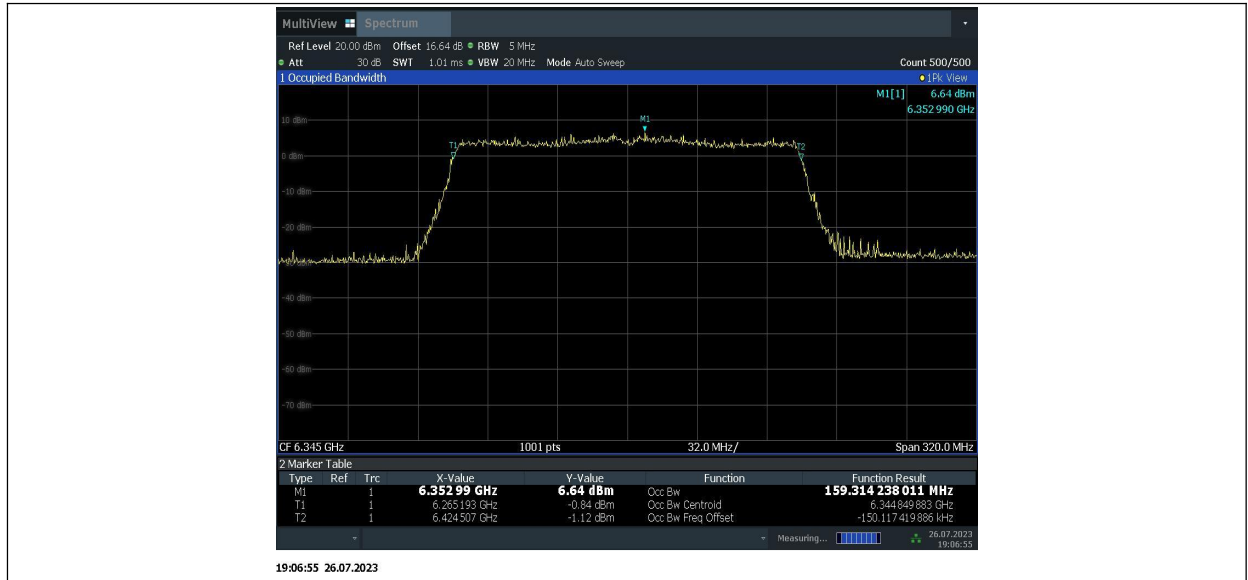 MultiView Spectrum
Ref Level 20.00 dBm Offset 16.64 dB RBW 5 MHz
Att 30 dB SWT 1.01 ms VBW 20 MHz Mode Auto Sweep Count 500/500
1 Occupied Bandwidth 1Pk View
M1[1] 6.64 dBm
6.352 990 GHz
10 dBm
M1
T1
T2
0 dBm
-10 dBm
-20 dBm
-30 dBm
-40 dBm
-50 dBm
-60 dBm
-70 dBm
CF 6.345 GHz 1001 pts 32.0 MHz/ Span 320.0 MHz
2 Marker Table
Type Ref Trc X-Value Y-Value Function Function Result
M1 1 6.352 99 GHz 6.64 dBm Occ Bw 159.314 238 011 MHz
T1 1 6.265 193 GHz -0.84 dBm Occ Bw Centroid 6.344 849 883 GHz
T2 1 6.424 507 GHz -1.12 dBm Occ Bw Freq Offset -150.117 419 886 kHz
Measuring... 26.07.2023
19:06:55
19:06:55 26.07.2023